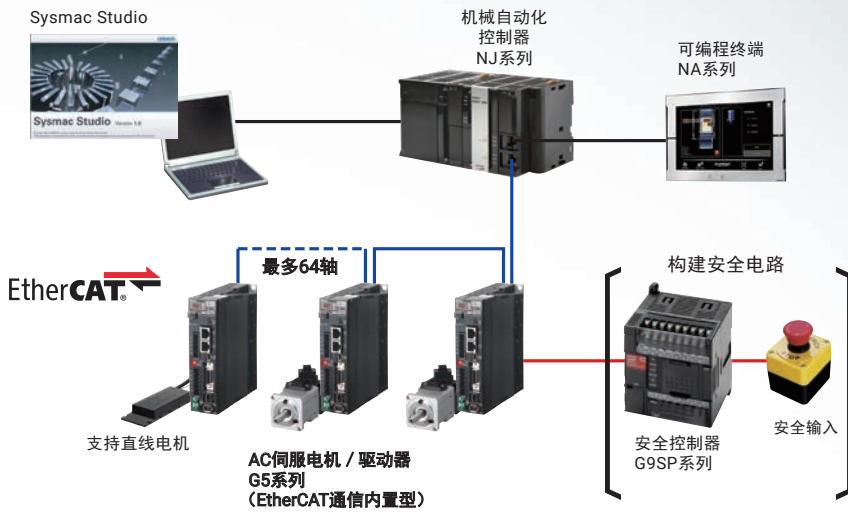 Sysmac Studio
Sysmac Studio Version 1.0
机械自动化
控制器
NJ系列
可编程终端
NA系列
最多64轴
EtherCAT®
构建安全电路
支持直线电机
AC伺服电机 / 驱动器
G5系列
（EtherCAT通信内置型）
安全控制器
G9SP系列
安全输入